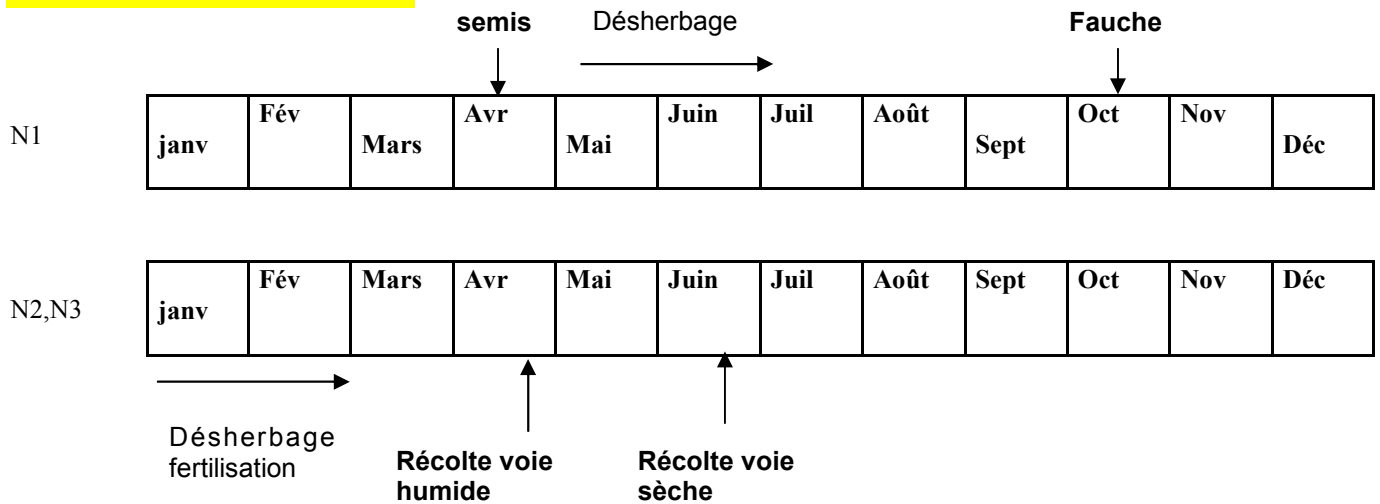 semis Désherbage Fauche
N1 janv Fév Mars Avr Mai Juin Juil Août Sept Oct Nov Déc
N2,N3 janv Fév Mars Avr Mai Juin Juil Août Sept Oct Nov Déc
Désherbage
fertilisation
Récolte voie
humide
Récolte voie
sèche